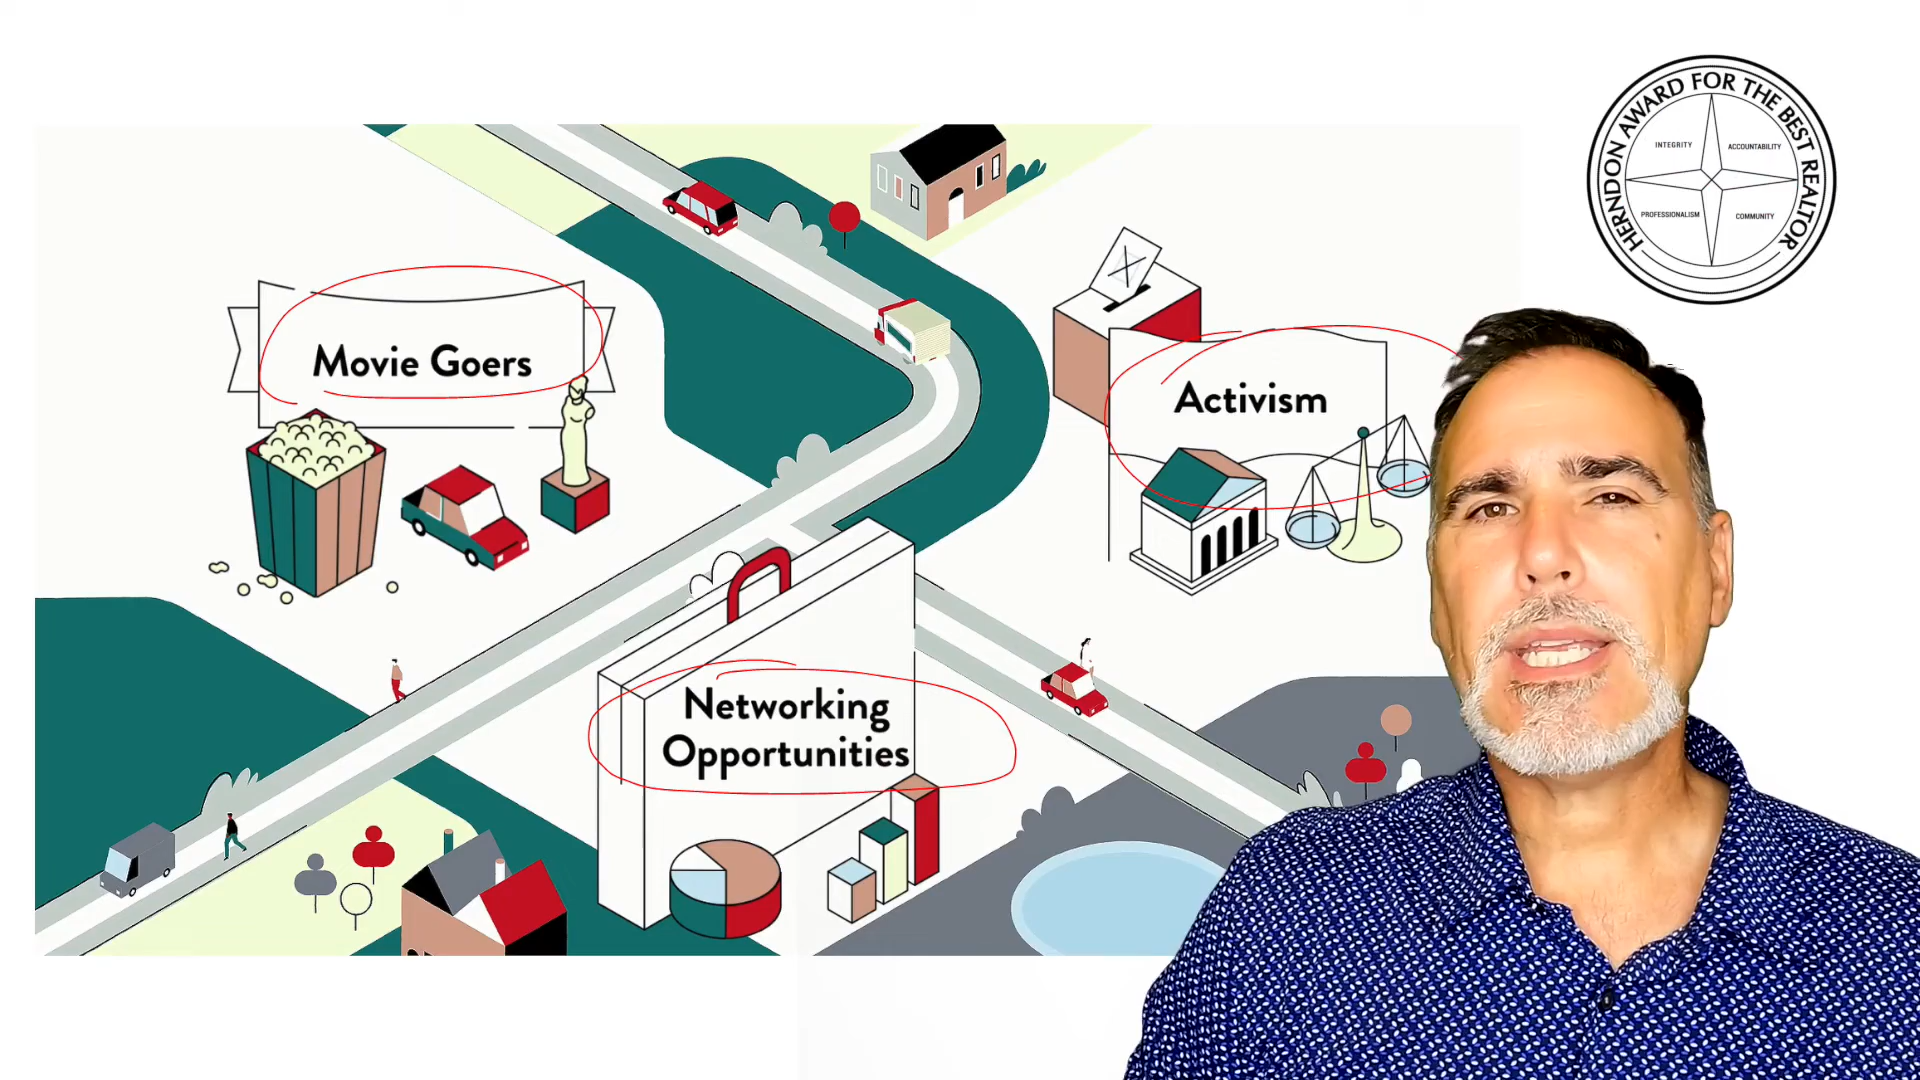 HERNDON AWARD FOR THE BEST REALTOR
INTEGRITY
ACCOUNTABILITY
PROFESSIONALISM
COMMUNITY
Movie Goers
Activism
Networking
Opportunities